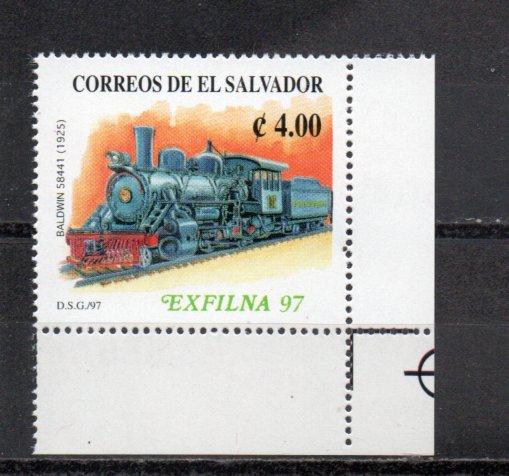 CORREOS DE EL SALVADOR
₡ 4.00
BALDWIN 58441 (1925)
D.S.G./97
EXFILNA 97